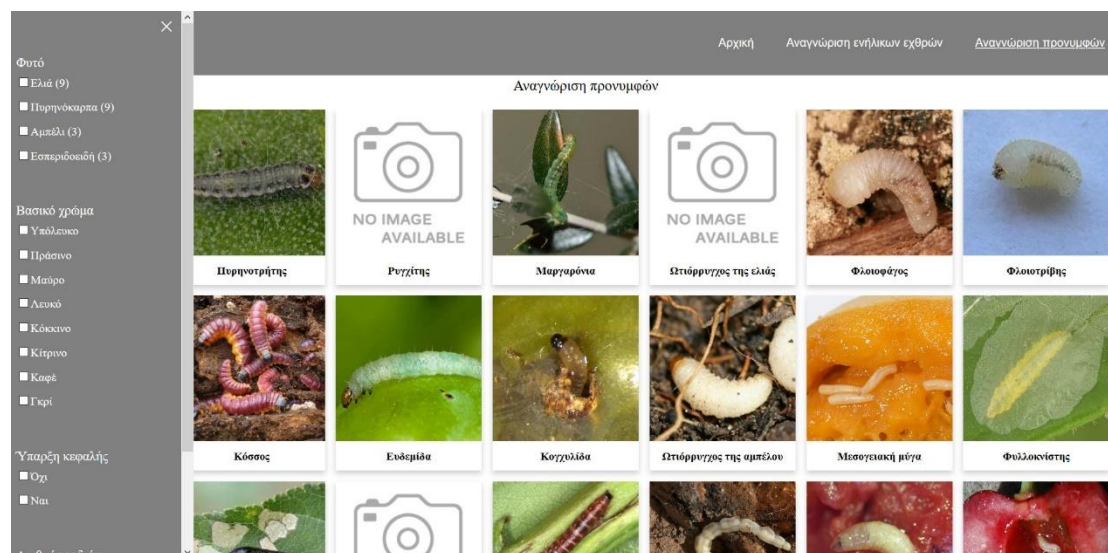 Αρχική Αναγνώριση ενήλικων εχθρών Αναγνώριση προνυμφών
Φυτό
Ελιά (9)
Πυρηνόκαρπα (9)
Αμπέλι (3)
Εσπεριδοειδή (3)
Βασικό χρώμα
Υπόλευκο
Πράσινο
Μαύρο
Λευκό
Κόκκινο
Κίτρινο
Καφέ
Γκρί
Ύπαρξη κεφαλής
Όχι
Ναι
Αναγνώριση προνυμφών
NO IMAGE
AVAILABLE
NO IMAGE
AVAILABLE
Πυρηνοτρήτης Ρυγχίτης Μαργαρόνια Ωτιόρρυγχος της ελιάς Φλοιοφάγος Φλοιοτρίβης
Κόσσος Ευδεμίδα Κογχυλίδα Ωτιόρρυγχος της αμπέλου Μεσογειακή μύγα Φυλλοκνίστης